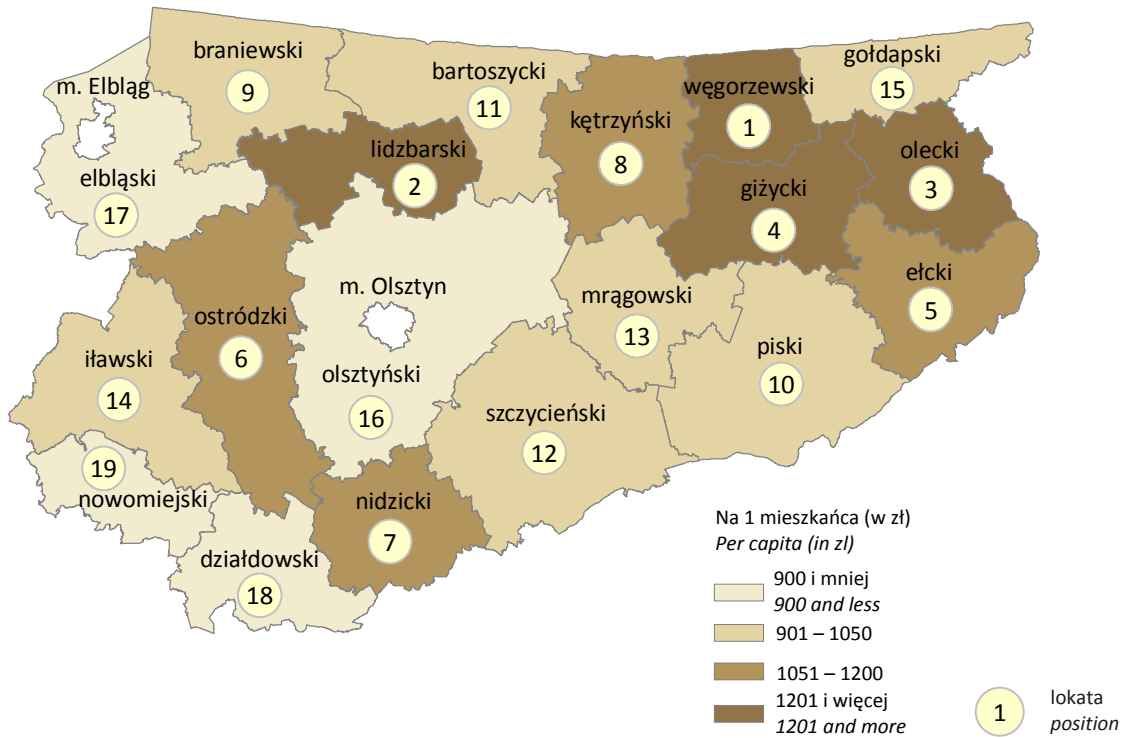 braniewski
9
m. Elbląg
bartoszycki
11
gołdapski
15
węgorzewski
1
kętrzyński
8
lidzbarski
2
olecki
3
elbląski
17
giżycki
4
m. Olsztyn
ełcki
5
mrągowski
13
ostródzki
6
iławski
14
olsztyński
16
piski
10
szczycieński
12
19
nowomiejski
nidzicki
7
działdowski
18
Na 1 mieszkańca (w zł)
Per capita (in zl)
900 i mniej
900 and less
901 – 1050
1051 – 1200
1201 i więcej
1201 and more
1
lokata
position